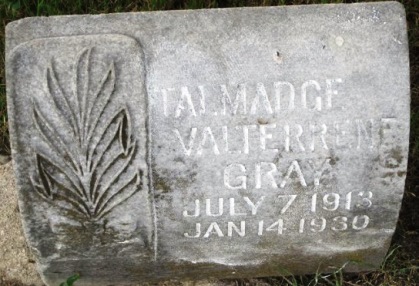 TALMADGE
VALTERRENE
GRAY
JULY 7 1913
JAN 14 1930